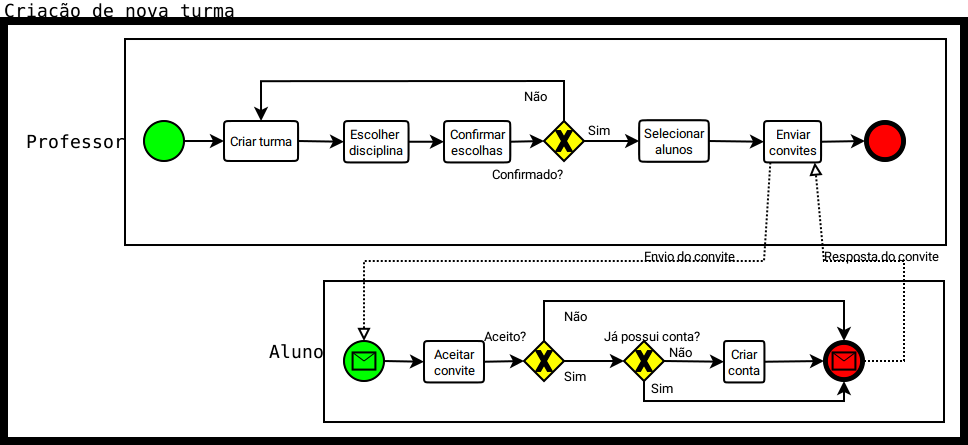 Criação de nova turma
Não
Professor
Criar turma
Escolher
disciplina
Confirmar
escolhas
Sim
Selecionar
alunos
Enviar
convites
Confirmado?
Envio do convite
Resposta do convite
Não
Aceito?
Já possui conta?
Aluno
Aceitar
convite
Sim
Não
Criar
conta
Sim